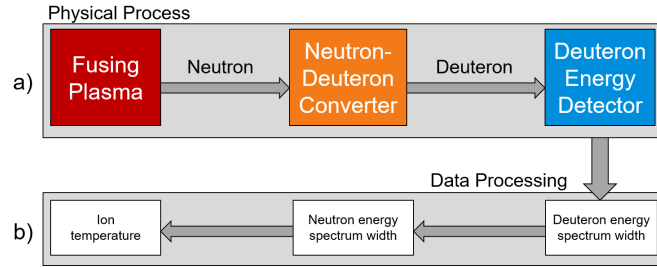 Physical Process
a)
Fusing
Plasma
Neutron
Neutron-
Deuteron
Converter
Deuteron
Deuteron
Energy
Detector
Data Processing
b)
Ion
temperature
Neutron energy
spectrum width
Deuteron energy
spectrum width